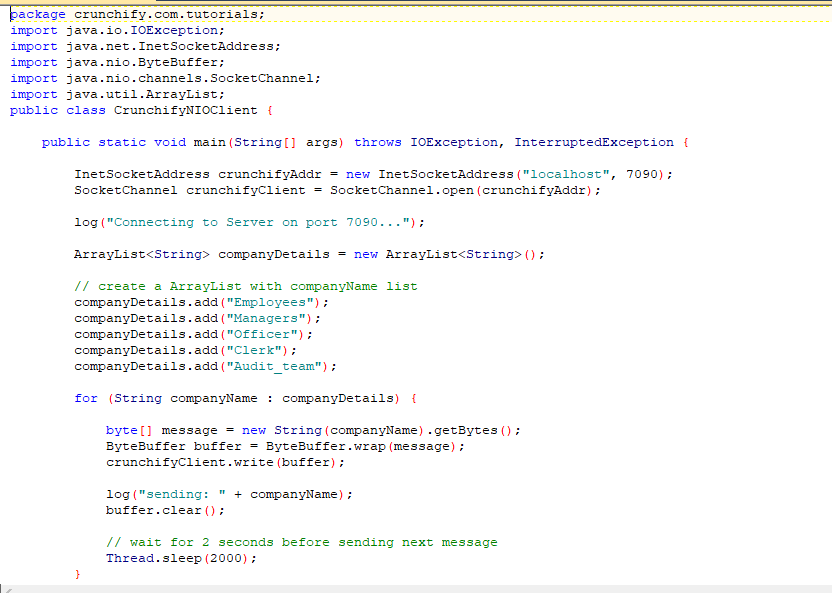 package crunchify.com.tutorials;
import java.io.IOException;
import java.net.InetSocketAddress;
import java.nio.ByteBuffer;
import java.nio.channels.SocketChannel;
import java.util.ArrayList;
public class CrunchifyNIOClient {
public static void main(String[] args) throws IOException, InterruptedException {
InetSocketAddress crunchifyAddr = new InetSocketAddress("localhost", 7090);
SocketChannel crunchifyClient = SocketChannel.open(crunchifyAddr);
log("Connecting to Server on port 7090...");
ArrayList<String> companyDetails = new ArrayList<String>();
// create a ArrayList with companyName list
companyDetails.add("Employees");
companyDetails.add("Managers");
companyDetails.add("Officer");
companyDetails.add("Clerk");
companyDetails.add("Audit_team");
for (String companyName : companyDetails) {
byte[] message = new String(companyName).getBytes();
ByteBuffer buffer = ByteBuffer.wrap(message);
crunchifyClient.write(buffer);
log("sending: " + companyName);
buffer.clear();
// wait for 2 seconds before sending next message
Thread.sleep(2000);
}